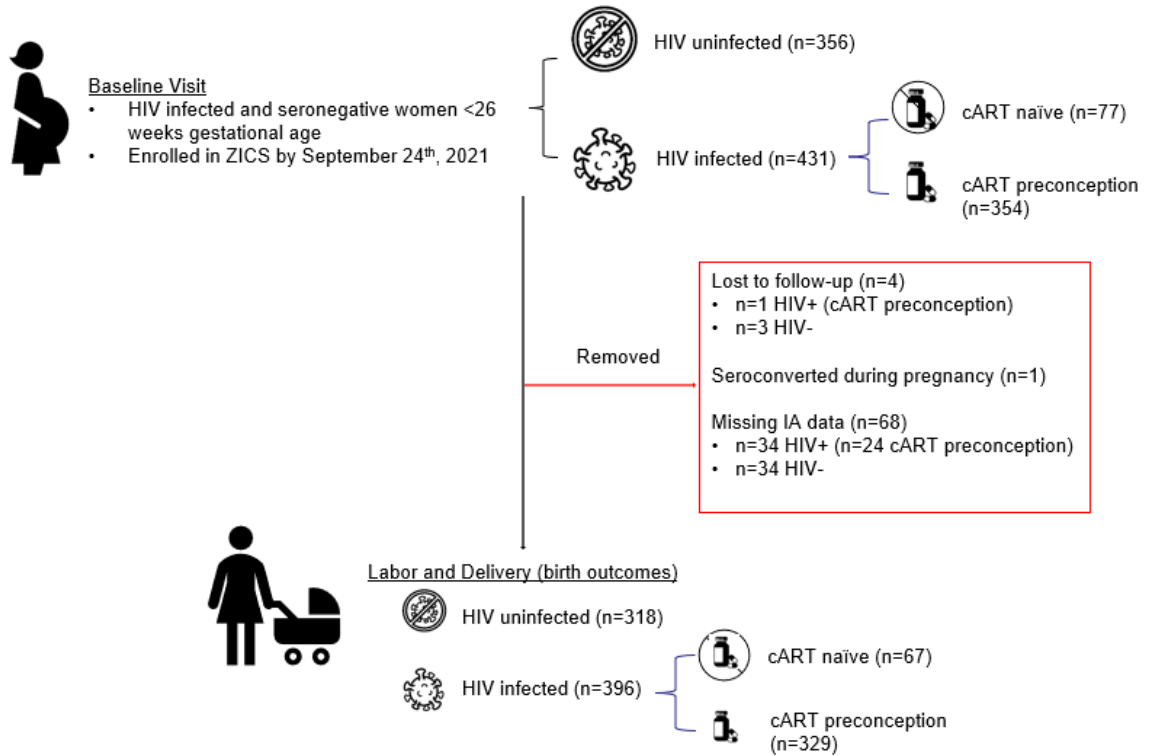 HIV uninfected (n=356)
Baseline Visit
• HIV infected and seronegative women <26
weeks gestational age
• Enrolled in ZICS by September 24th, 2021
HIV infected (n=431)
cART naïve (n=77)
cART preconception
(n=354)
Removed
Lost to follow-up (n=4)
• n=1 HIV+ (cART preconception)
• n=3 HIV-
Seroconverted during pregnancy (n=1)
Missing IA data (n=68)
• n=34 HIV+ (n=24 cART preconception)
• n=34 HIV-
Labor and Delivery (birth outcomes)
HIV uninfected (n=318)
HIV infected (n=396)
cART naïve (n=67)
cART preconception
(n=329)